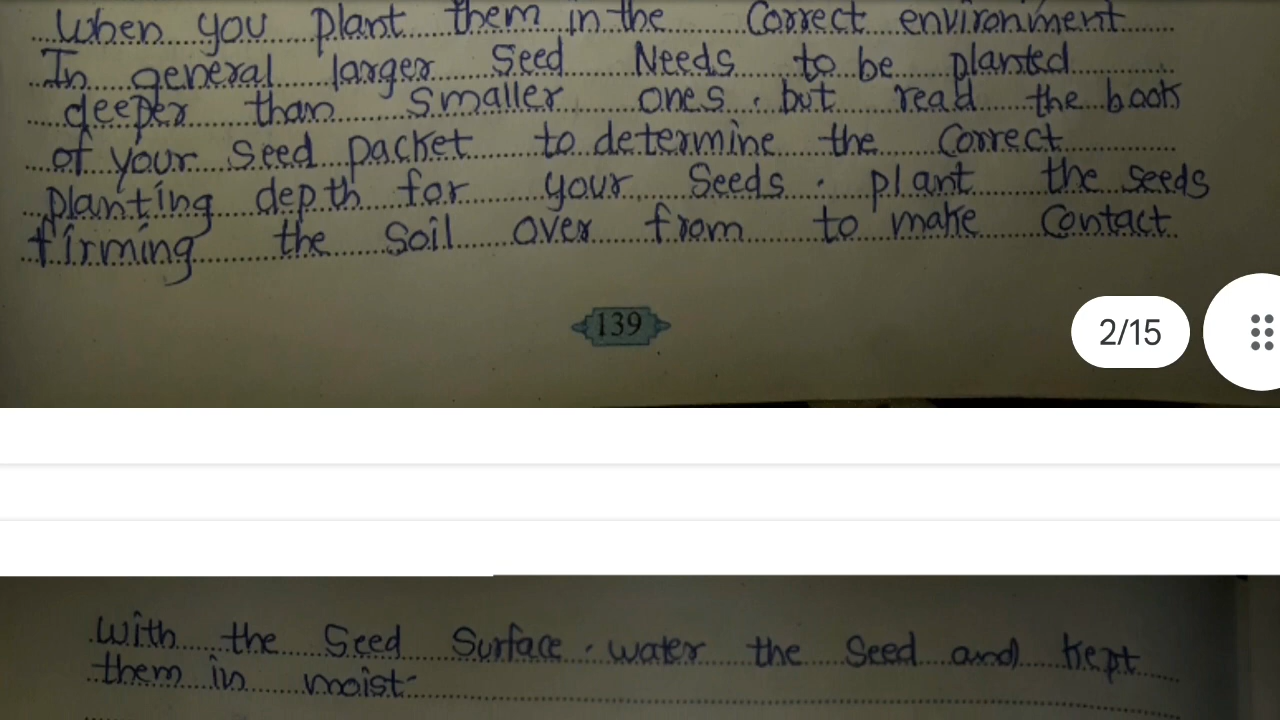 When you plant them in the Correct environment
In general larger Seed Needs to be planted
deeper than Smaller ones. but read the book
of your seed packet to determine the Correct
planting depth for your Seeds. plant the seeds
firming the Soil over from to make Contact
139
2/15
With the Seed Surface. water the Seed and kept
them in moist